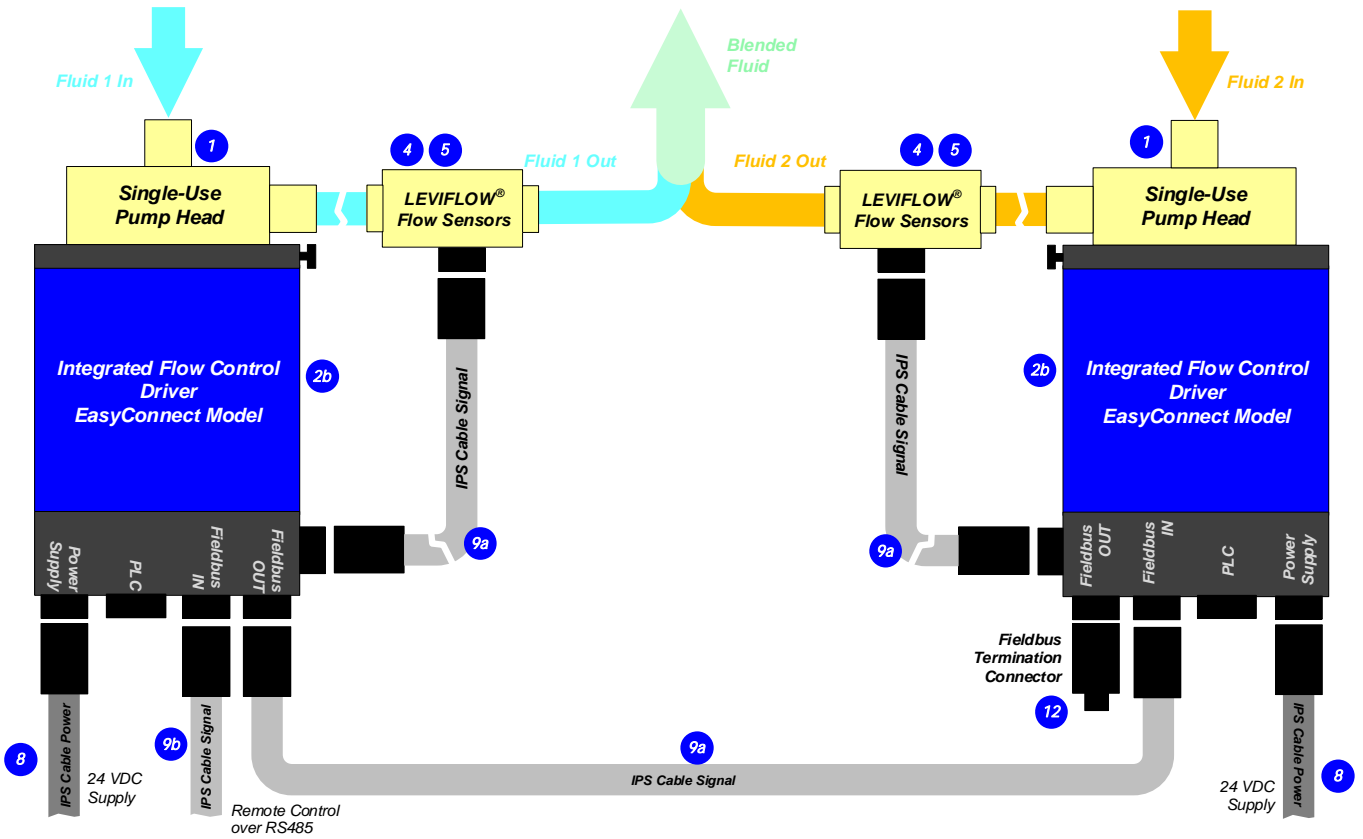 Fluid 1 In
Blended
Fluid
Fluid 2 In
1
4
5
Fluid 1 Out
Fluid 2 Out
4
5
1
Single-Use
Pump Head
LEVIFLOW®
Flow Sensors
LEVIFLOW®
Flow Sensors
Single-Use
Pump Head
Integrated Flow Control
Driver
EasyConnect Model
2b
IPS Cable Signal
IPS Cable Signal
2b
Integrated Flow Control
Driver
EasyConnect Model
Power
Supply
PLC
Fieldbus
IN
Fieldbus
OUT
9a
9a
Fieldbus
OUT
Fieldbus
IN
PLC
Power
Supply
Fieldbus
Termination
Connector
12
8
IPS Cable Power
24 VDC
Supply
9b
IPS Cable Signal
Remote Control
over RS485
9a
IPS Cable Signal
24 VDC
Supply
IPS Cable Power
8